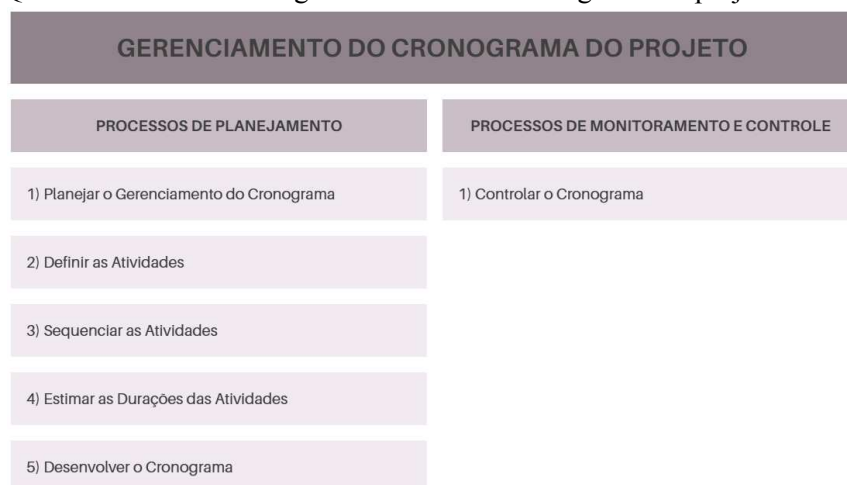 GERENCIAMENTO DO CRONOGRAMA DO PROJETO
PROCESSOS DE PLANEJAMENTO
PROCESSOS DE MONITORAMENTO E CONTROLE
1) Planejar o Gerenciamento do Cronograma
1) Controlar o Cronograma
2) Definir as Atividades
3) Sequenciar as Atividades
4) Estimar as Durações das Atividades
5) Desenvolver o Cronograma